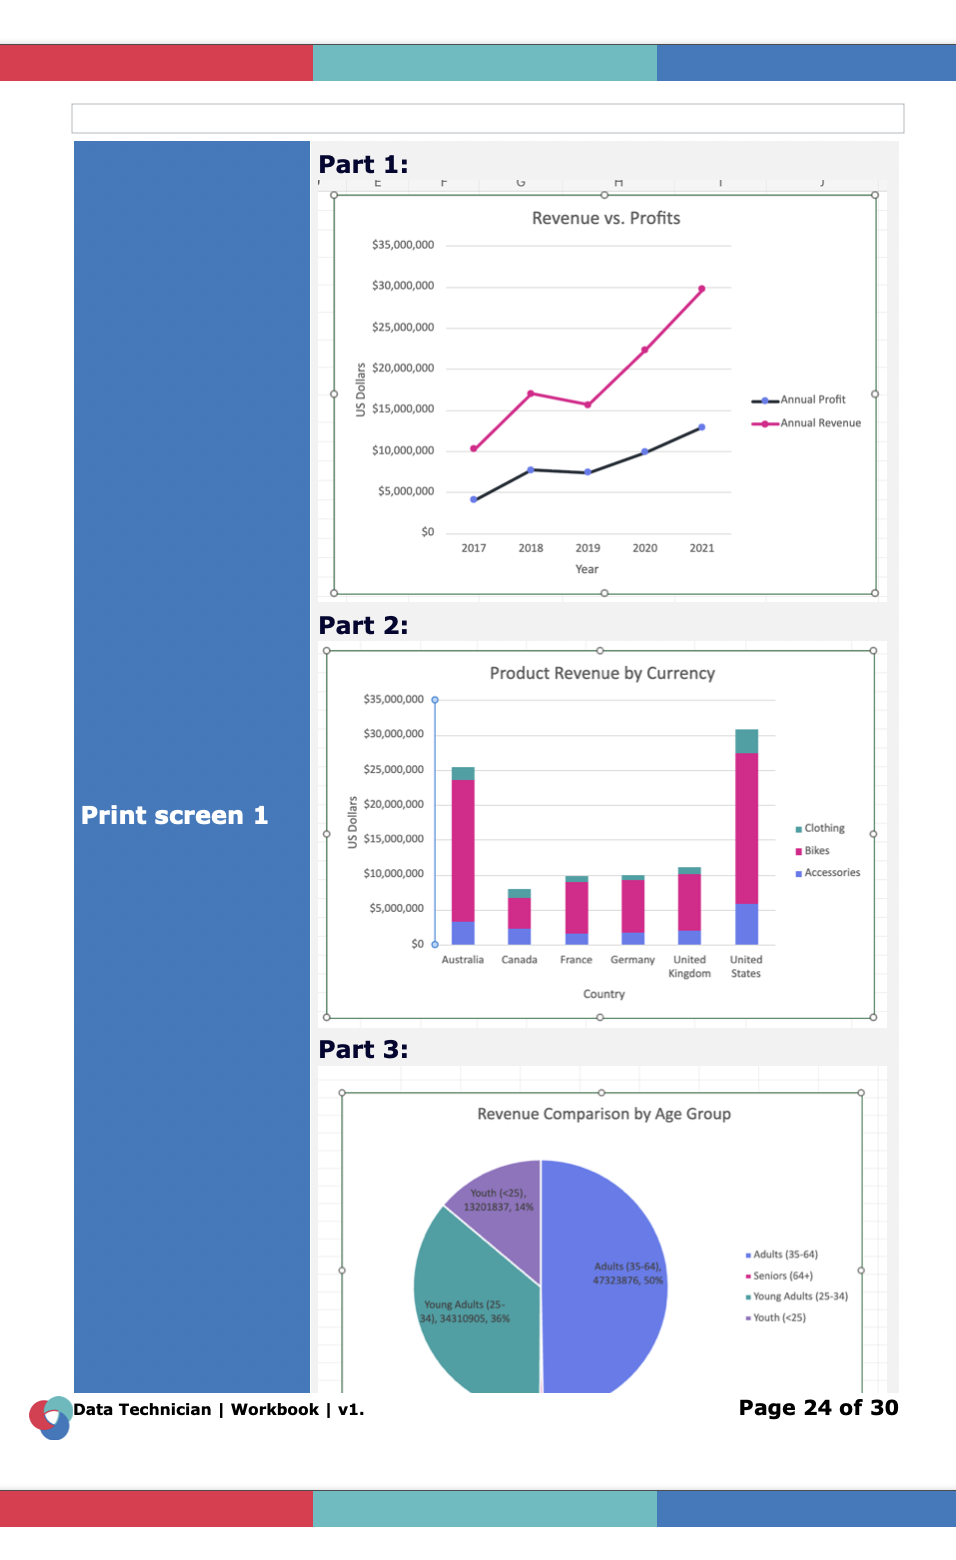 Part 1:
E F G H I J
Revenue vs. Profits
$35,000,000
$30,000,000
$25,000,000
$20,000,000
$15,000,000
$10,000,000
$5,000,000
$0
US Dollars
2017 2018 2019 2020 2021
Year
Annual Profit
Annual Revenue
Part 2:
Product Revenue by Currency
$35,000,000
$30,000,000
$25,000,000
$20,000,000
$15,000,000
$10,000,000
$5,000,000
$0
US Dollars
Australia Canada France Germany United United
Kingdom States
Country
Clothing
Bikes
Accessories
Print screen 1
Part 3:
Revenue Comparison by Age Group
Youth (<25),
13201837, 14%
Adults (35-64),
47323876, 50%
Young Adults (25-
34), 34310905, 36%
Adults (35-64)
Seniors (64+)
Young Adults (25-34)
Youth (<25)
Data Technician | Workbook | v1.
Page 24 of 30